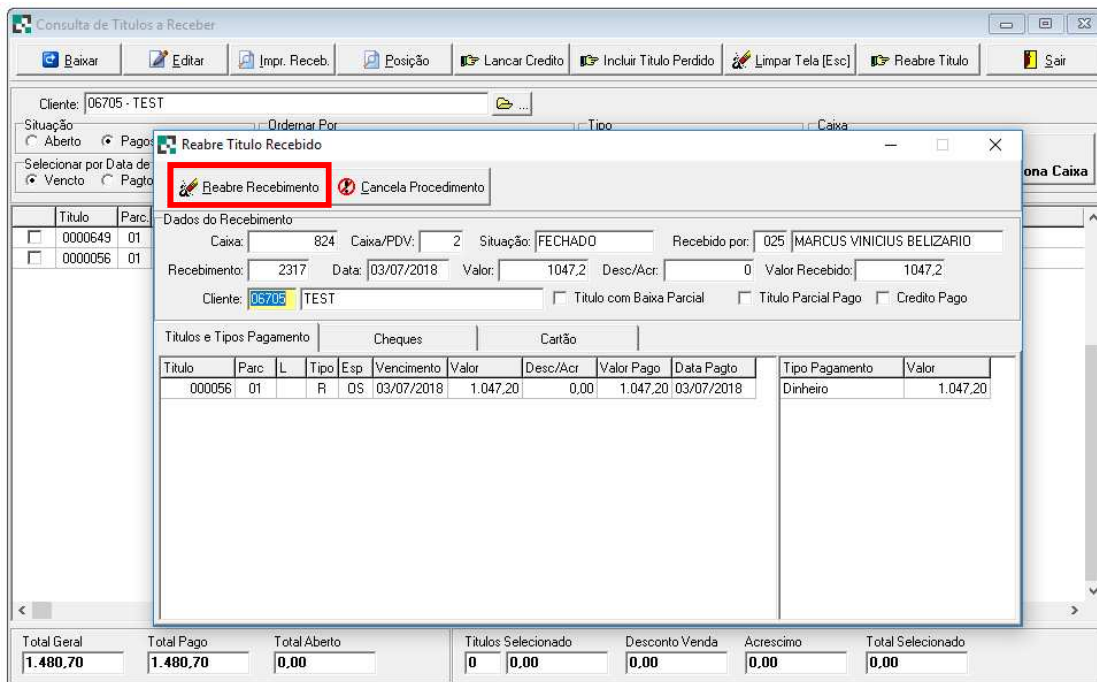 Consulta de Titulos a Receber
Baixar Editar Impr. Receb. Posição Lancar Credito Incluir Titulo Perdido Limpar Tela [Esc] Reabre Titulo Sair
Cliente: 06705 - TEST ...
Situação Ordernar Por Tipo Caixa
Aberto Pagos
Selecionar por Data de
Vencto Pagto
ona Caixa
Titulo Parc.
0000649 01
0000056 01
Reabre Titulo Recebido
Reabre Recebimento Cancela Procedimento
Dados do Recebimento
Caixa: 824 Caixa/PDV: 2 Situação: FECHADO Recebido por: 025 MARCUS VINICIUS BELIZARIO
Recebimento: 2317 Data: 03/07/2018 Valor: 1047,2 Desc/Acr: 0 Valor Recebido: 1047,2
Cliente: 06705 TEST Titulo com Baixa Parcial Titulo Parcial Pago Credito Pago
Titulos e Tipos Pagamento Cheques Cartão
Titulo Parc L Tipo Esp Vencimento Valor Desc/Acr Valor Pago Data Pagto Tipo Pagamento Valor
000056 01 R OS 03/07/2018 1.047,20 0,00 1.047,20 03/07/2018 Dinheiro 1.047,20
Total Geral Total Pago Total Aberto Titulos Selecionado Desconto Venda Acrescimo Total Selecionado
1.480,70 1.480,70 0,00 0 0,00 0,00 0,00 0,00